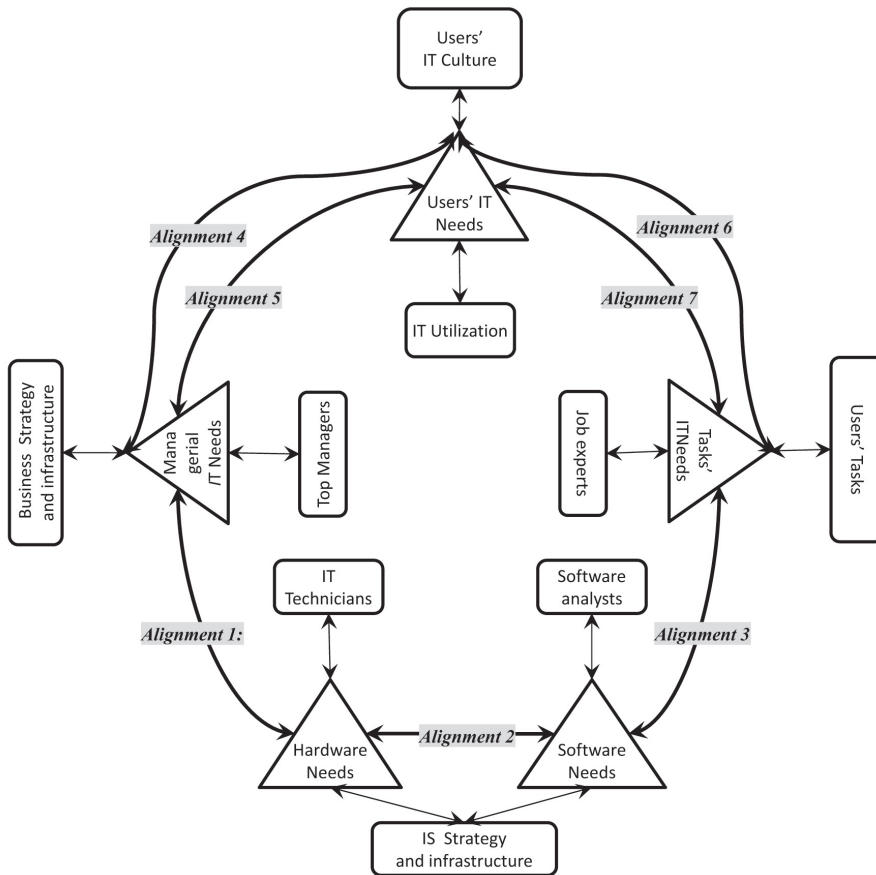 Users'
IT Culture
Users' IT
Needs
Alignment 4
Alignment 6
Alignment 5
Alignment 7
IT Utilization
Business Strategy
and infrastructure
Mana
gerial
IT Needs
Top Managers
Job experts
Tasks'
ITNeeds
Users' Tasks
IT
Technicians
Software
analysts
Alignment 1:
Alignment 3
Alignment 2
Hardware
Needs
Software
Needs
IS Strategy
and infrastructure